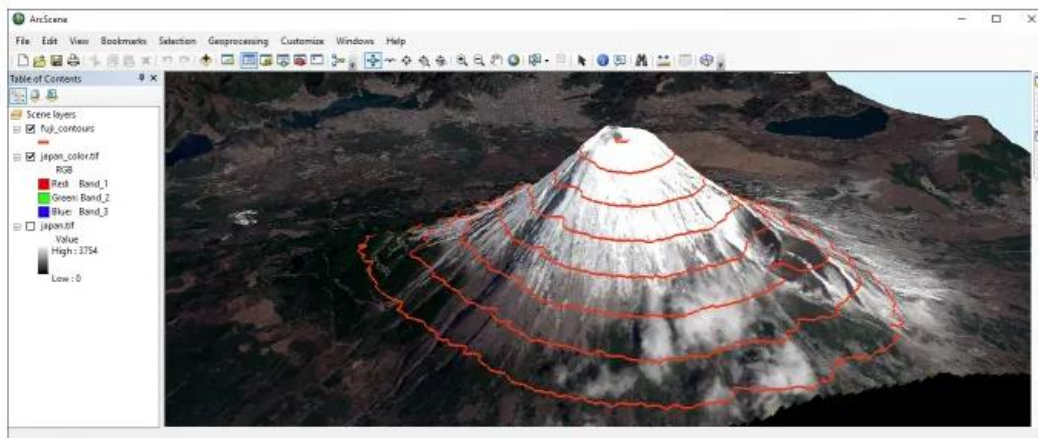 ArcScene
File Edit View Bookmarks Selection Geoprocessing Customize Windows Help
Table of Contents
Scene layers
fuji_contours
japan_color.tif
RGB
Red: Band_1
Green: Band_2
Blue: Band_3
japan.tif
Value
High : 3754
Low : 0